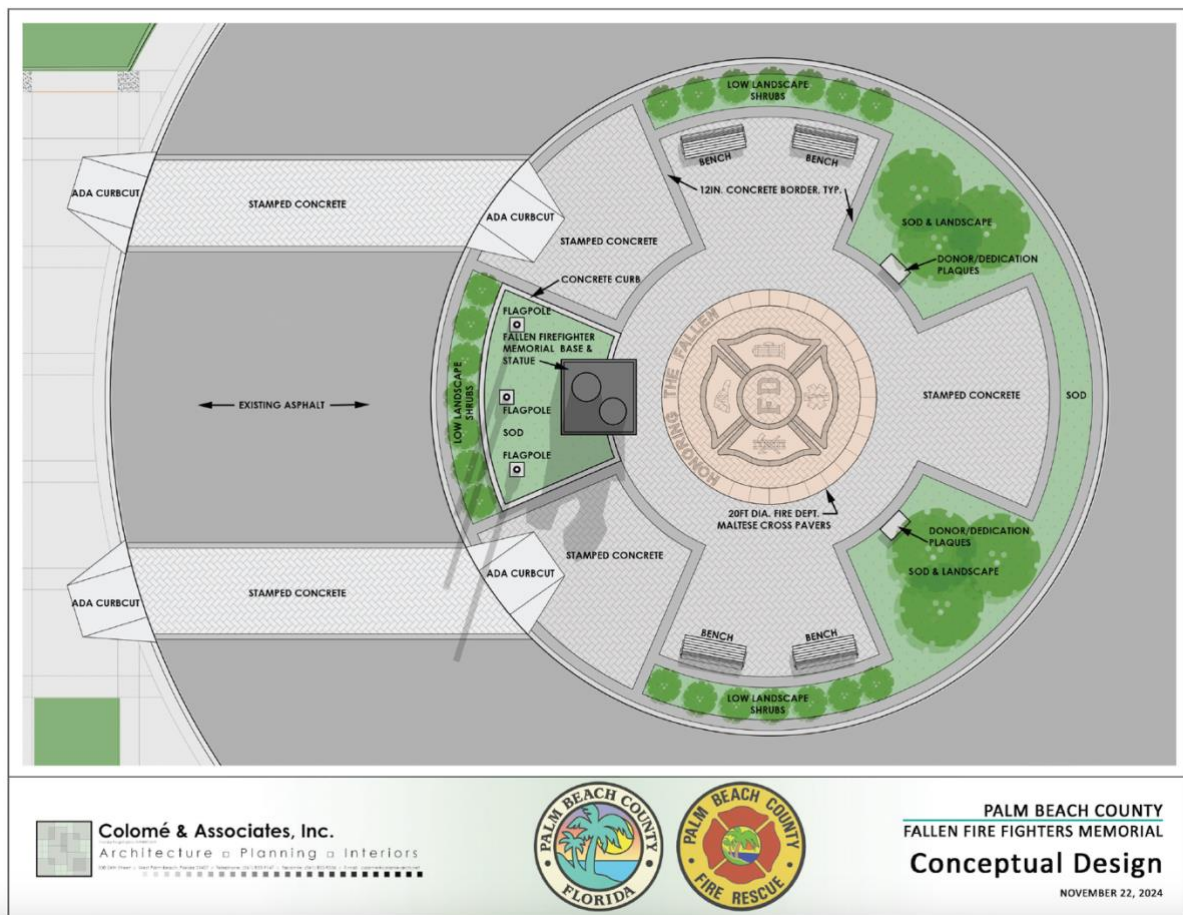 LOW LANDSCAPE
SHRUBS
BENCH
BENCH
ADA CURBCUT
STAMPED CONCRETE
ADA CURBCUT
12IN. CONCRETE BORDER. TYP.
STAMPED CONCRETE
SOD & LANDSCAPE
DONOR/DEDICATION
PLAQUES
CONCRETE CURB
FLAGPOLE
FALLEN FIREFIGHTER
MEMORIAL BASE &
STATUE
LOW LANDSCAPE
SHRUBS
EXISTING ASPHALT
FLAGPOLE
SOD
FLAGPOLE
HONORING THE FALLEN
FD
STAMPED CONCRETE
SOD
20FT DIA. FIRE DEPT.
MALTESE CROSS PAVERS
DONOR/DEDICATION
PLAQUES
SOD & LANDSCAPE
STAMPED CONCRETE
ADA CURBCUT
ADA CURBCUT
STAMPED CONCRETE
BENCH
BENCH
LOW LANDSCAPE
SHRUBS
Colomé & Associates, Inc.
Architecture Planning Interiors
PALM BEACH COUNTY
FLORIDA
PALM BEACH COUNTY
FIRE RESCUE
PALM BEACH COUNTY
FALLEN FIRE FIGHTERS MEMORIAL
Conceptual Design
NOVEMBER 22, 2024